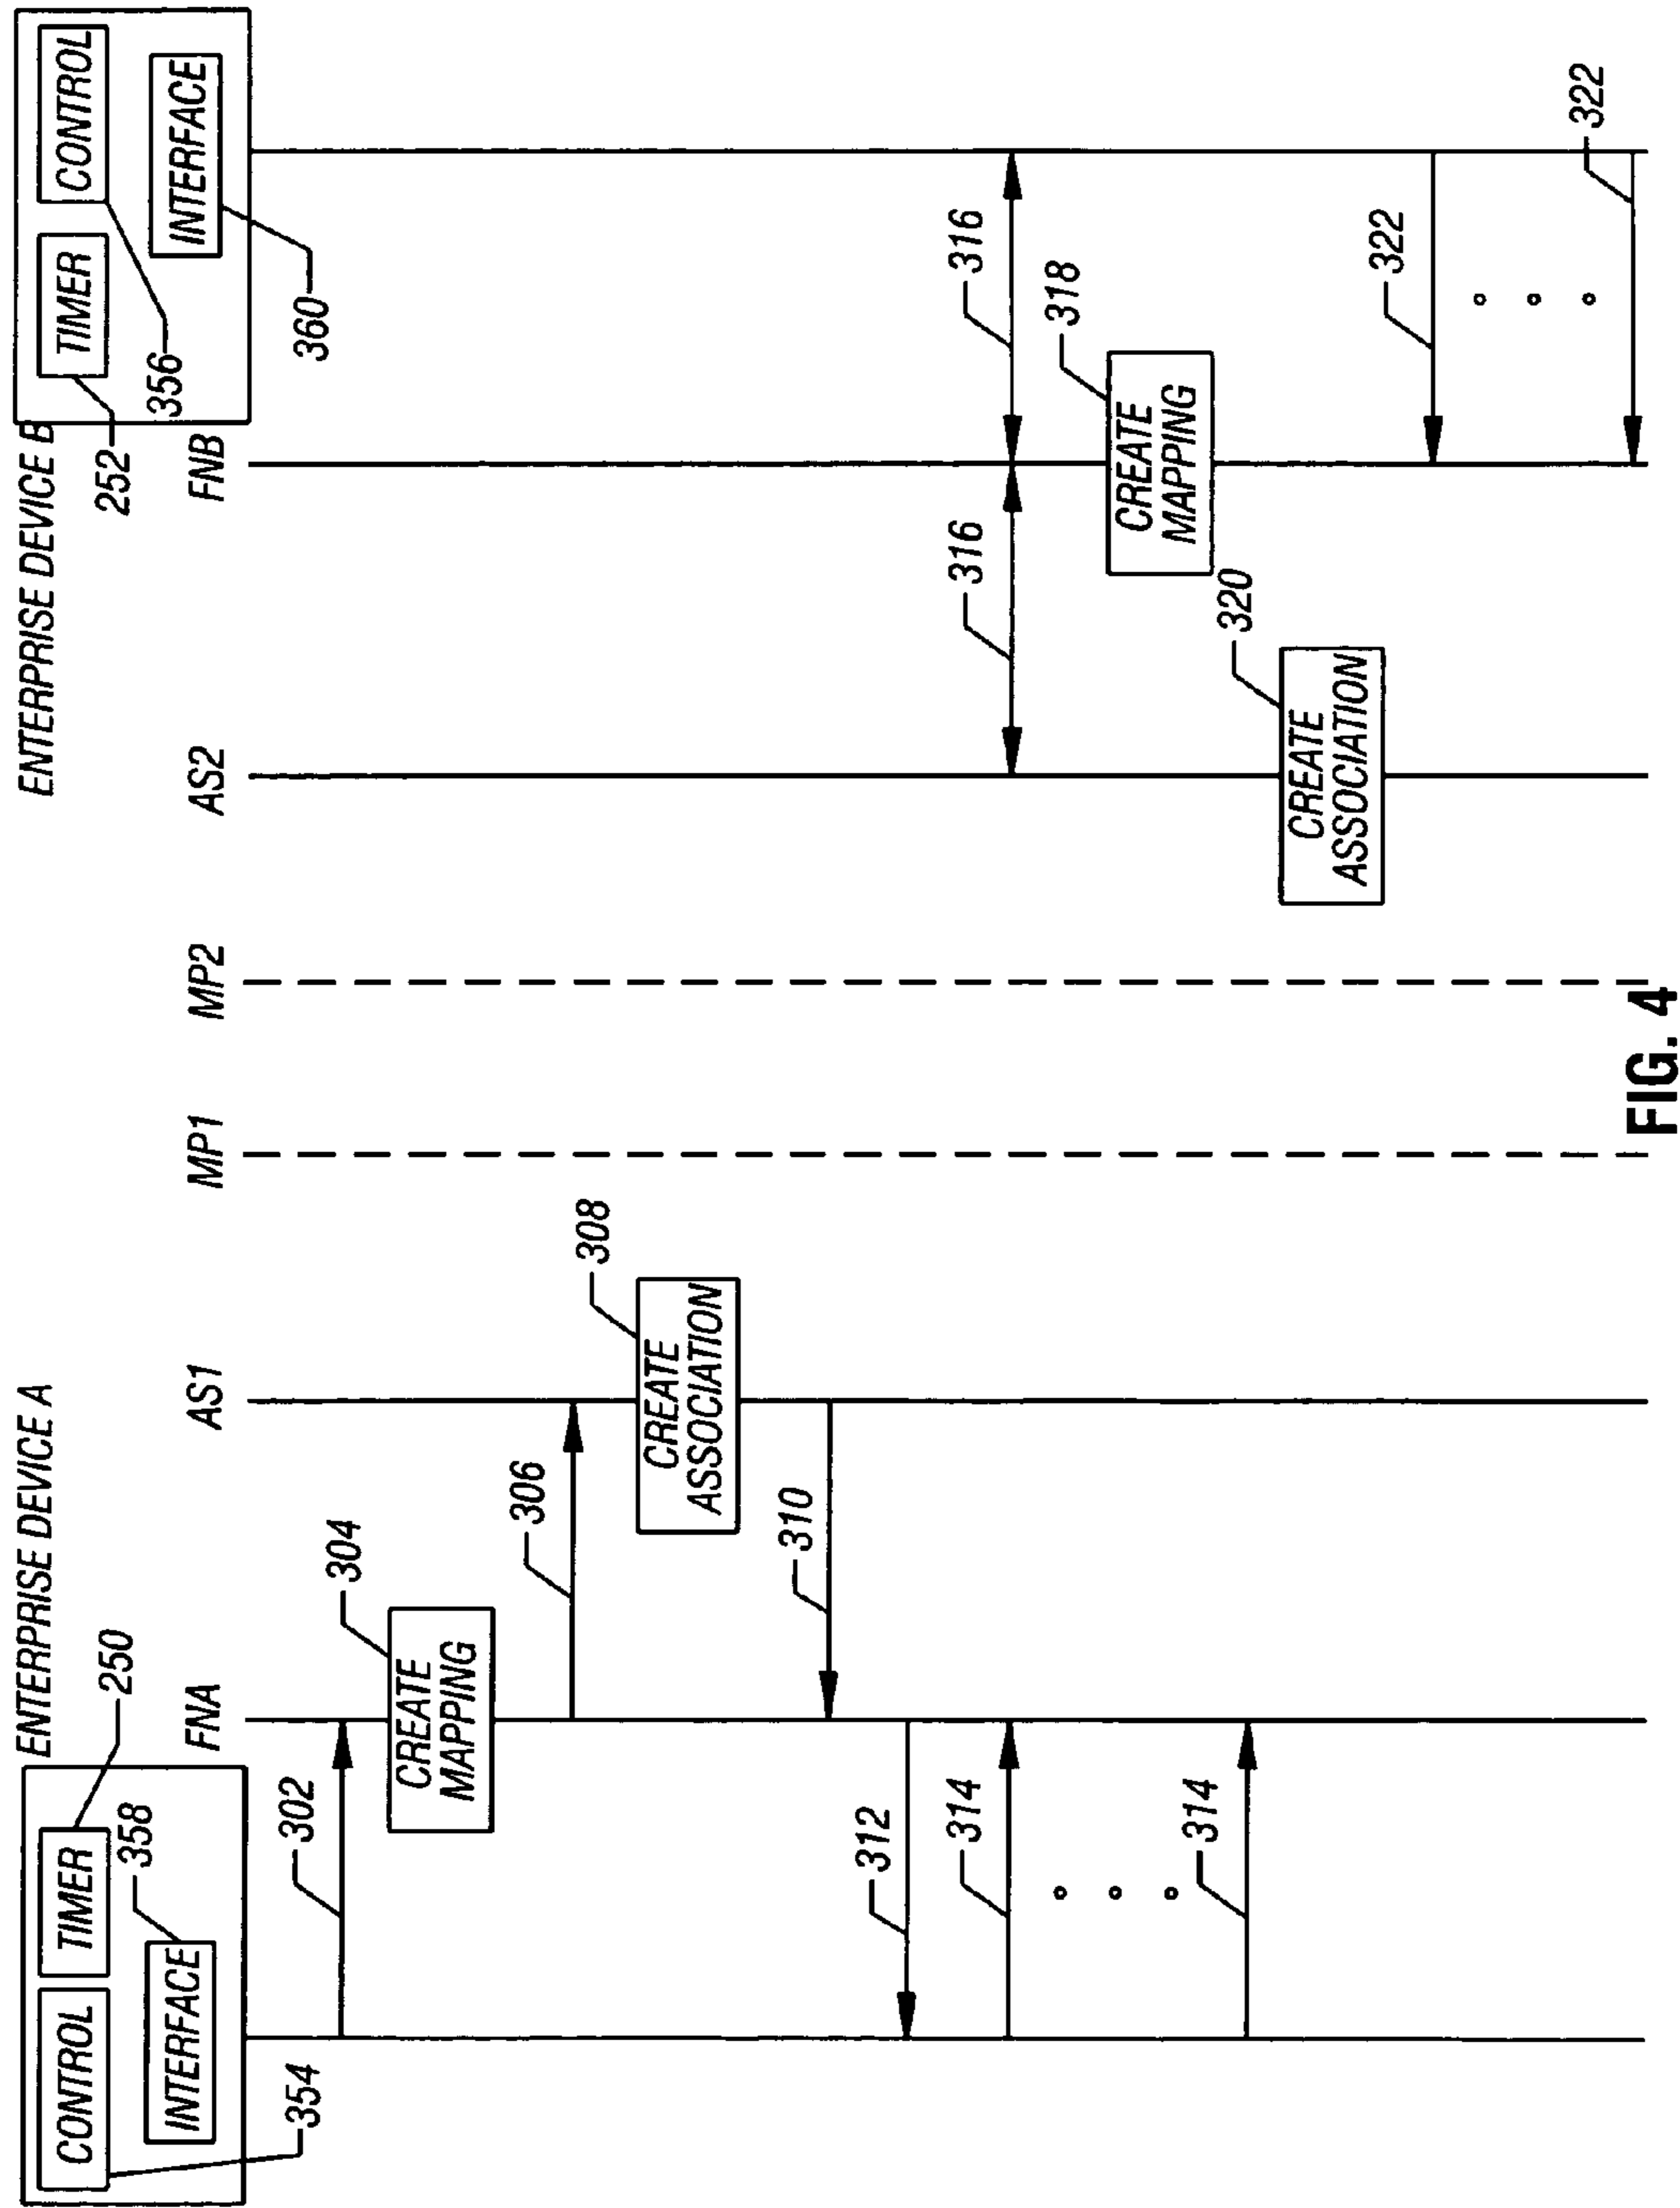 ENTERPRISE DEVICE A
ENTERPRISE DEVICE B
CONTROL
TIMER
250
INTERFACE
358
354
TIMER
CONTROL
INTERFACE
252
356
360
FNA
AS1
MP1
MP2
AS2
FNB
302
304
CREATE
MAPPING
306
308
CREATE
ASSOCIATION
310
312
314
314
316
316
318
CREATE
MAPPING
320
CREATE
ASSOCIATION
322
322
FIG. 4